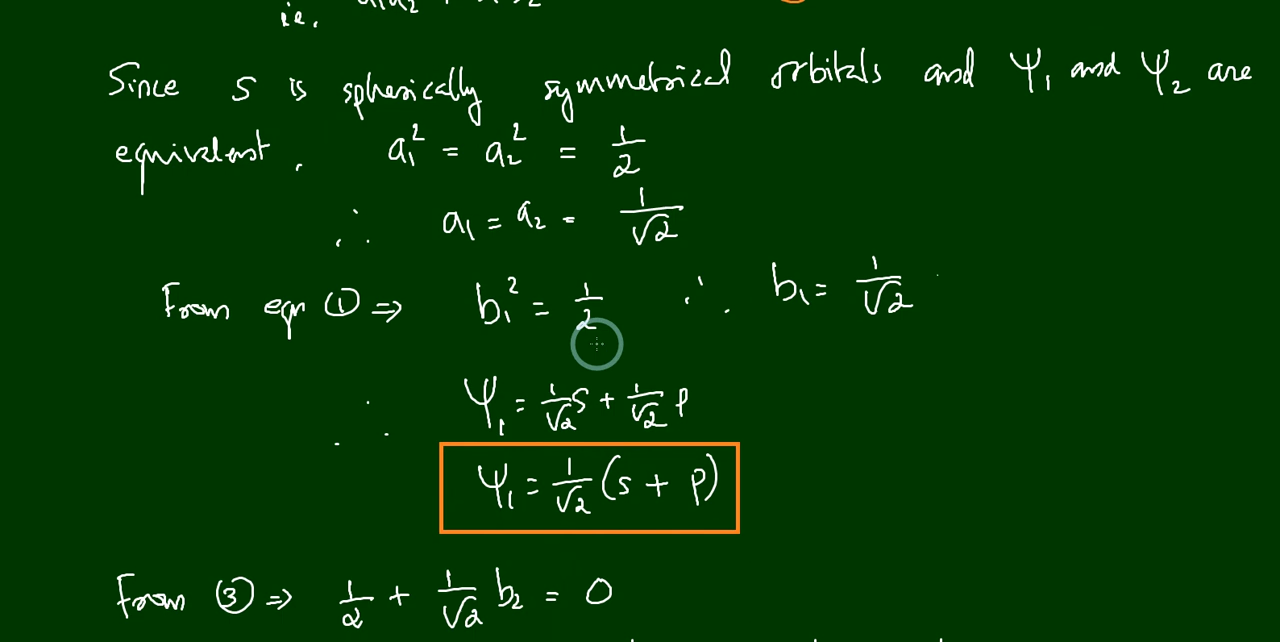 ie.
Since S is spherically symmetrical orbitals and Ψ₁ and Ψ₂ are
equivalent. a₁² = a₂² = 1/2
∴ a₁ = a₂ = 1/√2
From eqn ① ⇒ b₁² = 1/2 ∴ b₁ = 1/√2
∴ Ψ₁ = 1/√2 S + 1/√2 p
Ψ₁ = 1/√2 (s + p)
From ③ ⇒ 1/2 + 1/√2 b₂ = 0